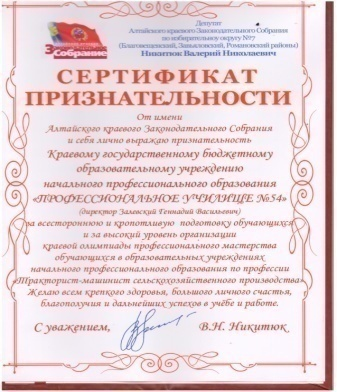 Депутат
Алтайского краевого Законодательного Собрания
по избирательному округу №7
(Благовещенский, Завьяловский, Романовский районы)
Никитюк Валерий Николаевич
Собрание
СЕРТИФИКАТ
ПРИЗНАТЕЛЬНОСТИ
От имени
Алтайского краевого Законодательного Собрания
и себя лично выражаю признательность
Краевому государственному бюджетному
образовательному учреждению
начального профессионального образования
«ПРОФЕССИОНАЛЬНОЕ УЧИЛИЩЕ №54»
(директор Залевский Геннадий Васильевич)
за всестороннюю и кропотливую подготовку обучающихся
и за высокий уровень организации
краевой олимпиады профессионального мастерства
обучающихся в образовательных учреждениях
начального профессионального образования по профессии
«Тракторист-машинист сельскохозяйственного производства»
Желаю всем крепкого здоровья, большого личного счастья,
благополучия и дальнейших успехов в учёбе и работе.
С уважением,
В.Н. Никитюк